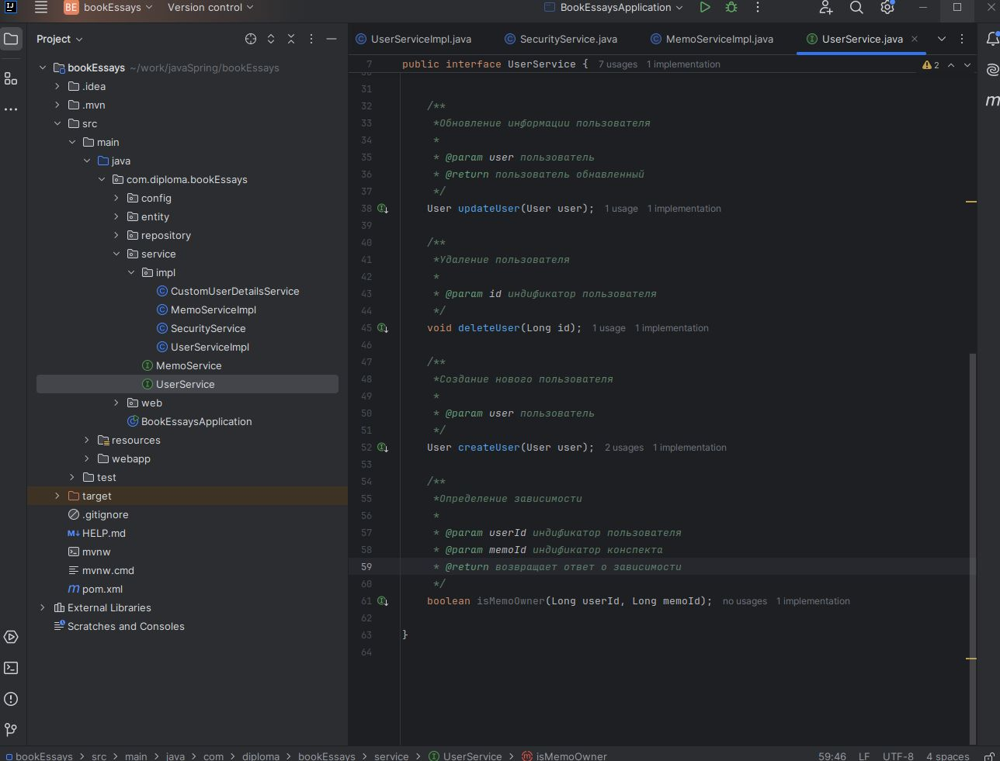 BE bookEssays Version control BookEssaysApplication
Project
UserServiceImpl.java SecurityService.java MemoServiceImpl.java UserService.java
bookEssays ~/work/javaSpring/bookEssays
.idea
.mvn
src
main
java
com.diploma.bookEssays
config
entity
repository
service
impl
CustomUserDetailsService
MemoServiceImpl
SecurityService
UserServiceImpl
MemoService
UserService
web
BookEssaysApplication
resources
webapp
test
target
.gitignore
HELP.md
mvnw
mvnw.cmd
pom.xml
External Libraries
Scratches and Consoles
7 public interface UserService { 7 usages 1 implementation 2
31
32 /**
33 *Обновление информации пользователя
34 *
35 * @param user пользователь
36 * @return пользователь обнавленный
37 */
38 User updateUser(User user); 1 usage 1 implementation
39
40 /**
41 *Удаление пользователя
42 *
43 * @param id индификатор пользователя
44 */
45 void deleteUser(Long id); 1 usage 1 implementation
46
47 /**
48 *Создание нового пользователя
49 *
50 * @param user пользователь
51 */
52 User createUser(User user); 2 usages 1 implementation
53
54 /**
55 *Определение зависимости
56 *
57 * @param userId индификатор пользователя
58 * @param memoId индификатор конспекта
59 * @return возвращает ответ о зависимости
60 */
61 boolean isMemoOwner(Long userId, Long memoId); no usages 1 implementation
62
63 }
64
bookEssays > src > main > java > com > diploma > bookEssays > service > UserService > isMemoOwner 59:46 LF UTF-8 4 spaces